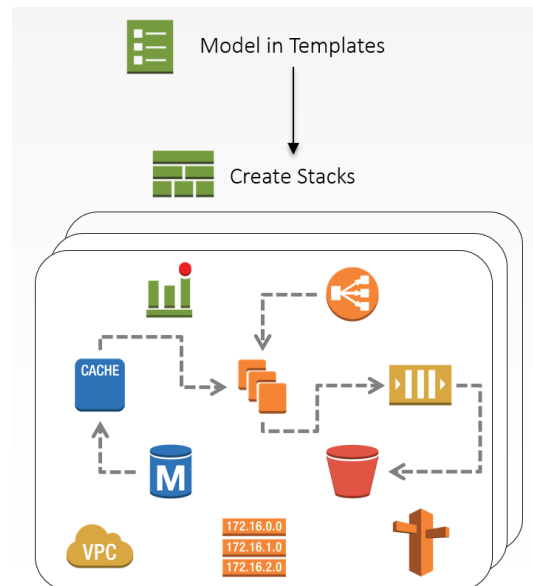 Model in Templates
Create Stacks
CACHE
M
VPC
172.16.0.0
172.16.1.0
172.16.2.0